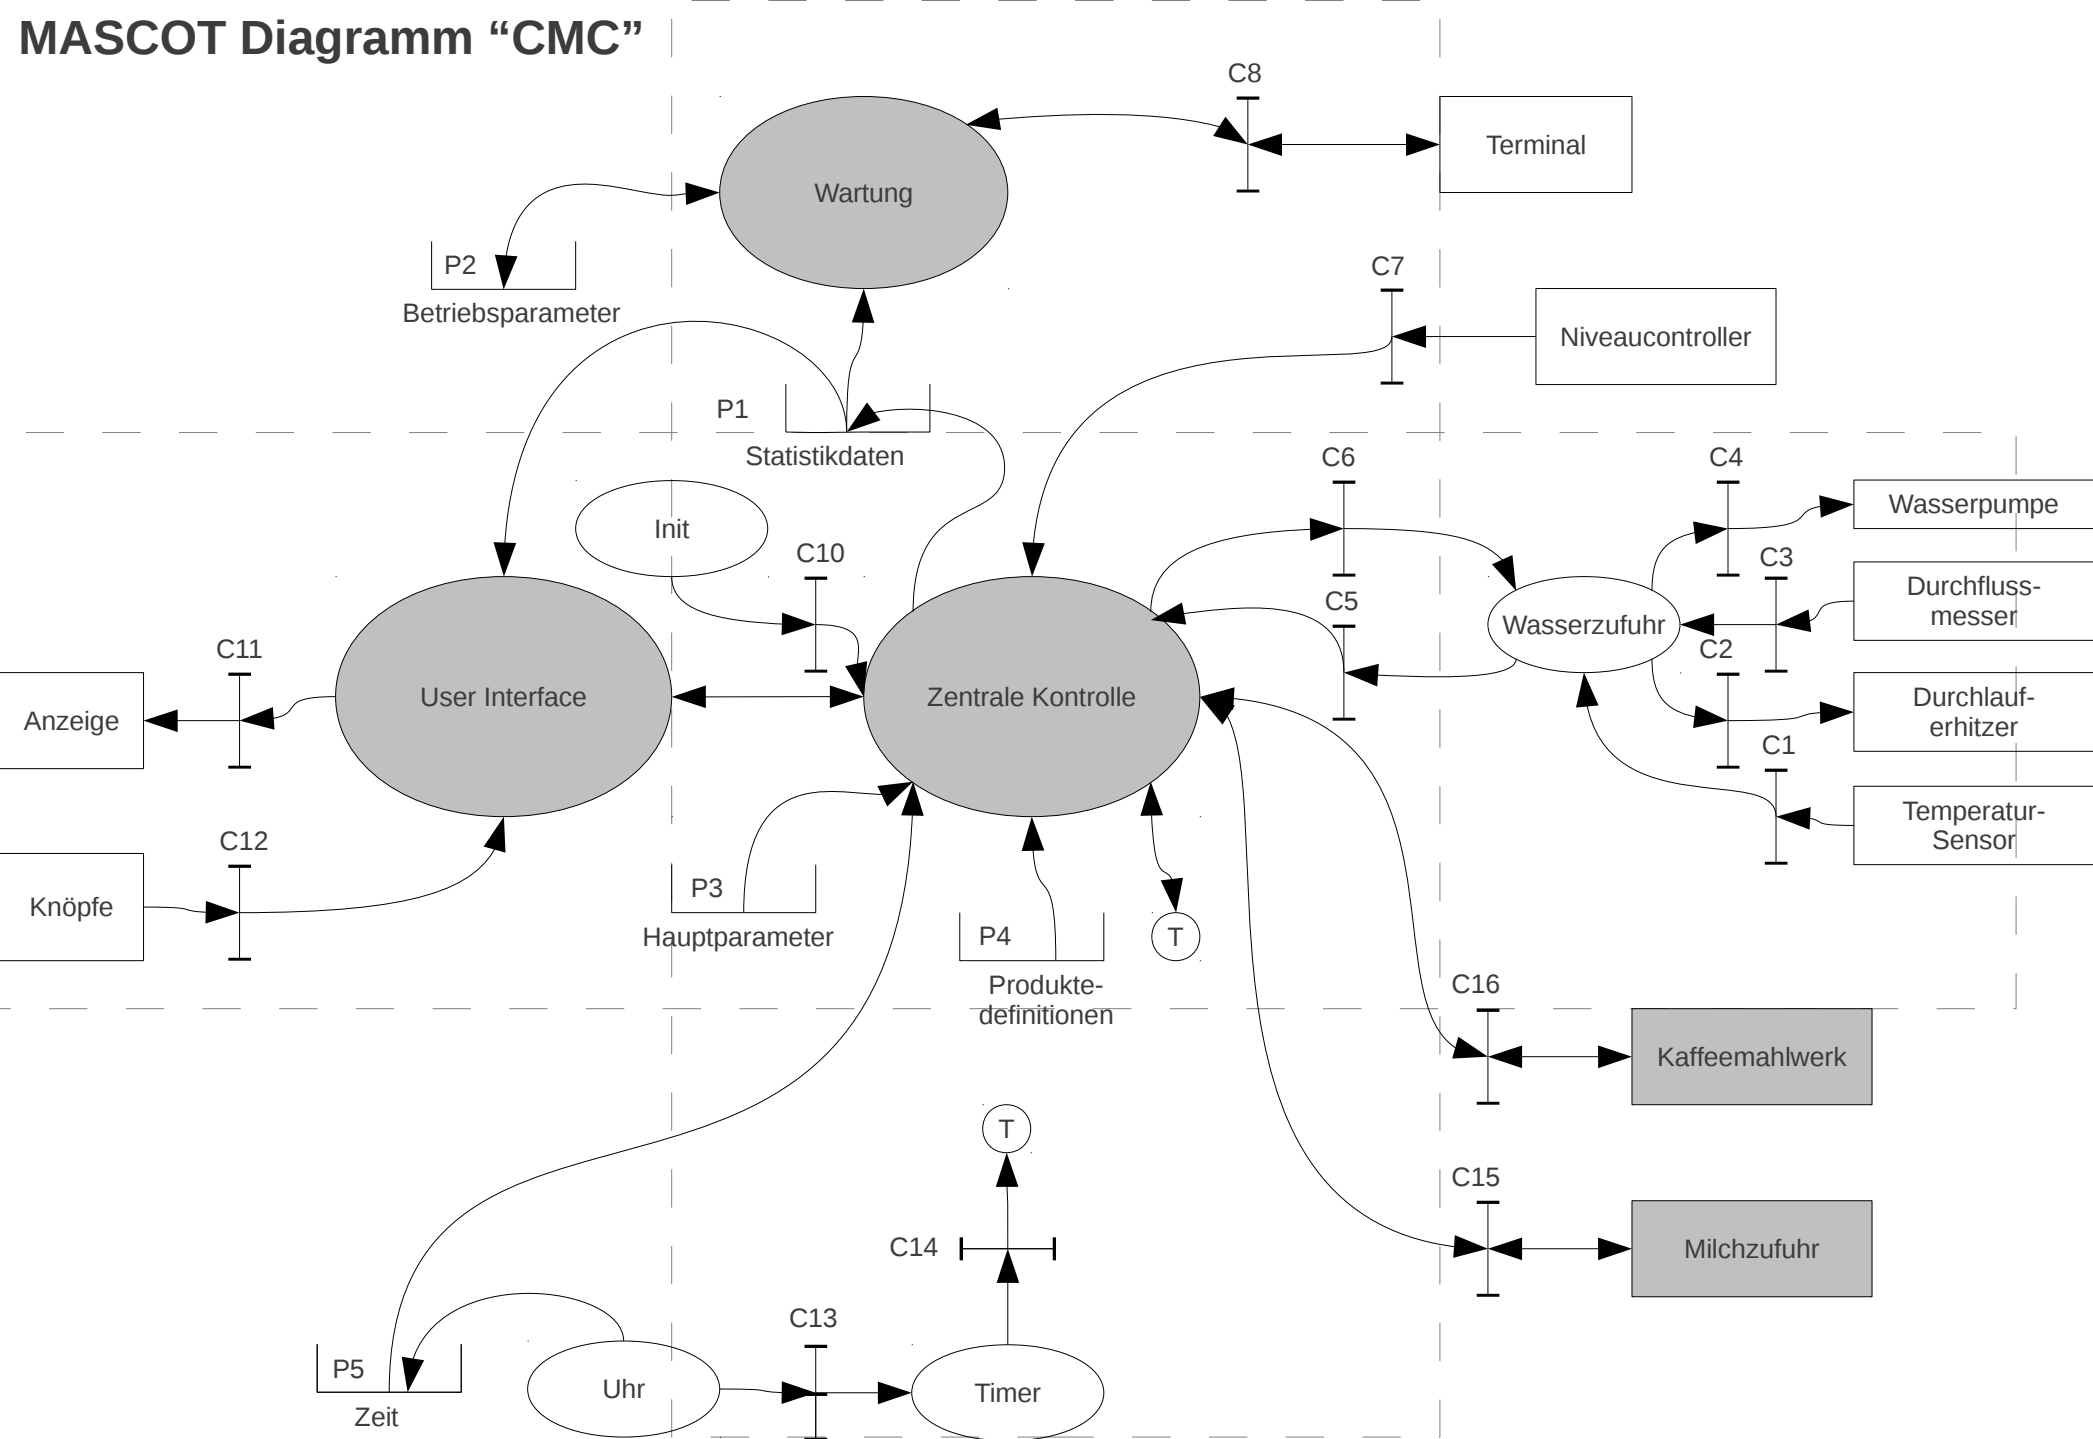 MASCOT Diagramm “CMC”
C8
Terminal
Wartung
C7
P2
Betriebsparameter
Niveaucontroller
P1
Statistikdaten
C6
C4
Wasserpumpe
Init
C10
C3
Durchfluss-
messer
C5
Wasserzufuhr
C11
C2
Anzeige
User Interface
Zentrale Kontrolle
Durchlauf-
erhitzer
C1
Temperatur-
Sensor
C12
Knöpfe
P3
Hauptparameter
P4
Produkte-
definitionen
T
C16
Kaffeemahlwerk
T
C15
C14
Milchzufuhr
C13
P5
Zeit
Uhr
Timer